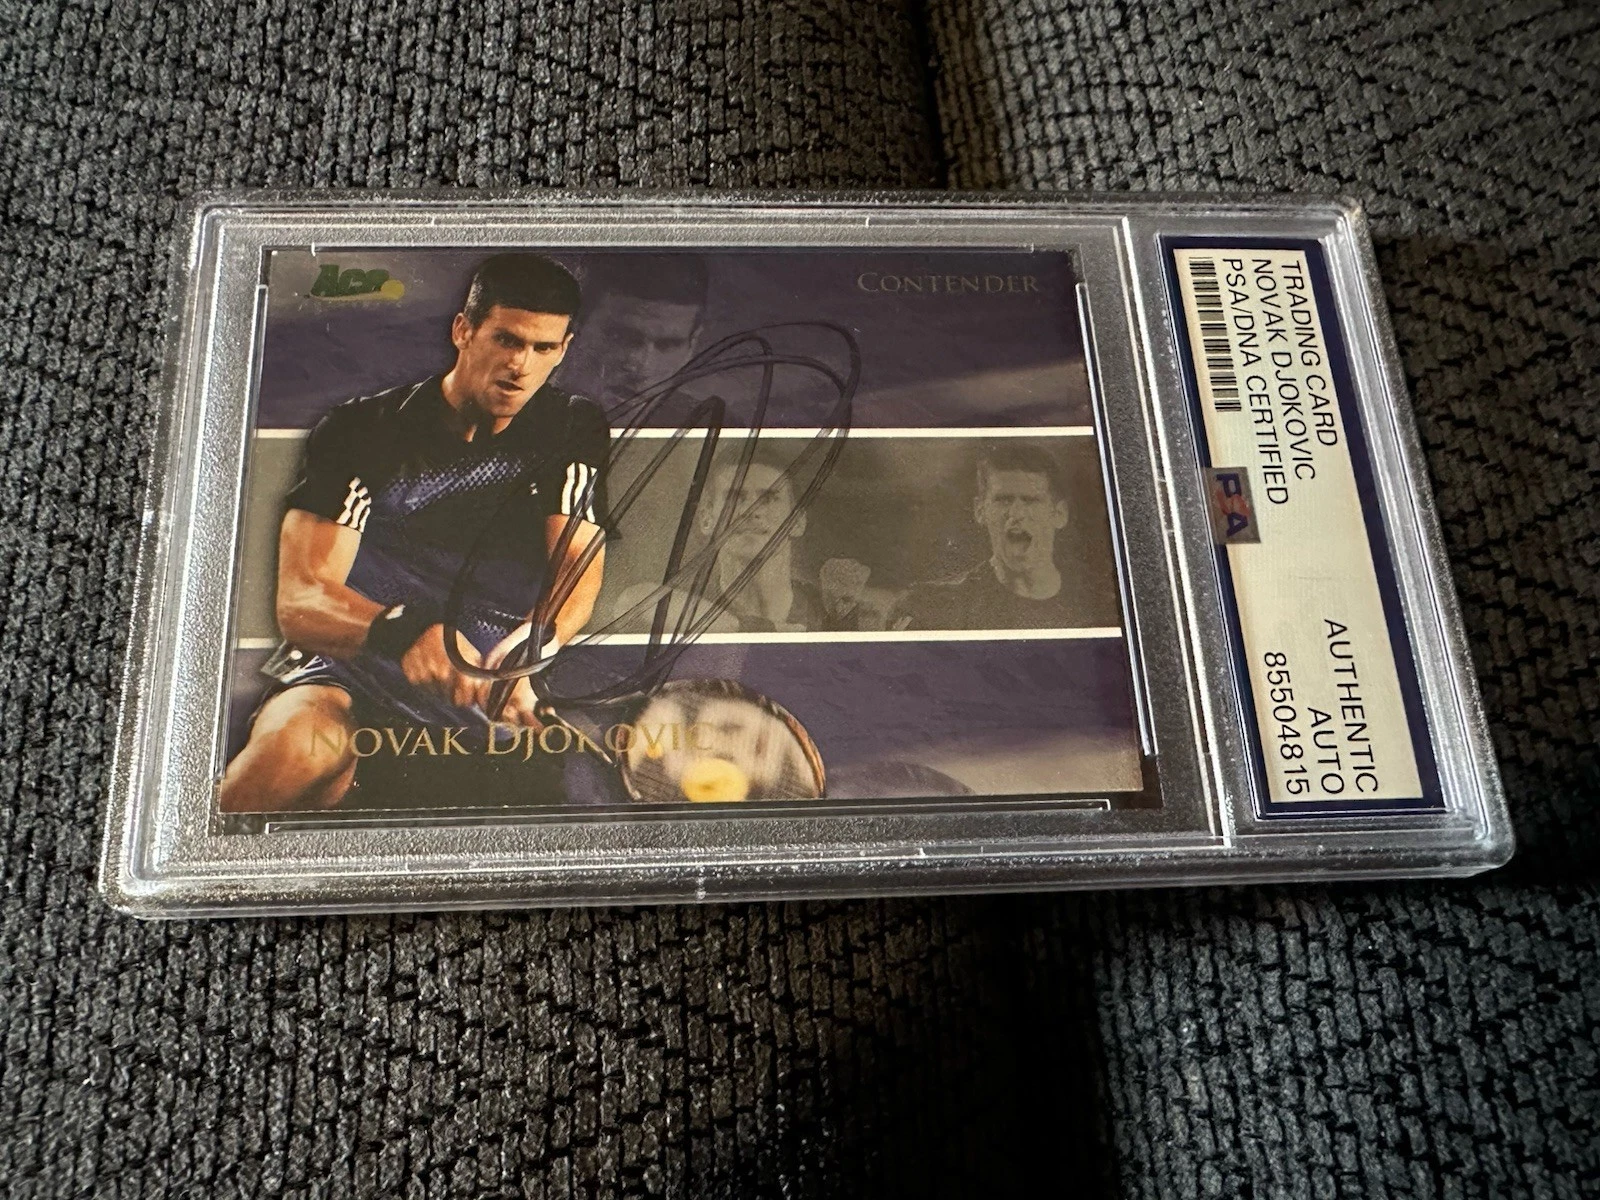 Ace
CONTENDER
NOVAK DJOKOVIC
TRADING CARD
NOVAK DJOKOVIC
PSA/DNA CERTIFIED
PSA
AUTHENTIC
AUTO
85504815